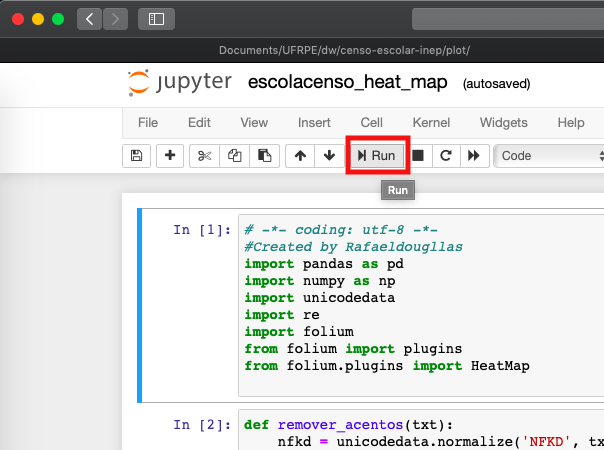 Documents/UFRPE/dw/censo-escolar-inep/plot/
jupyter escolacenso_heat_map (autosaved)
File Edit View Insert Cell Kernel Widgets Help
Run Code
Run
In [1]: # -*- coding: utf-8 -*-
#Created by Rafaeldougllas
import pandas as pd
import numpy as np
import unicodedata
import re
import folium
from folium import plugins
from folium.plugins import HeatMap
In [2]: def remover_acentos(txt):
nfkd = unicodedata.normalize('NFKD', tx